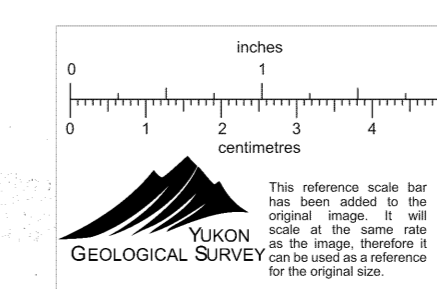 inches
0 1
0 1 2 3 4
centimetres
YUKON
GEOLOGICAL SURVEY
This reference scale bar
has been added to the
original image. It will
scale at the same rate
as the image, therefore it
can be used as a reference
for the original size.